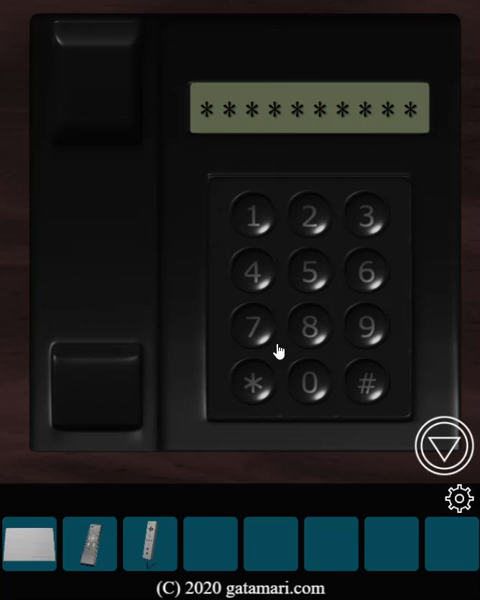 * * * * * * * * * *
1 2 3
4 5 6
7 8 9
* 0 #
(C) 2020 gatamari.com